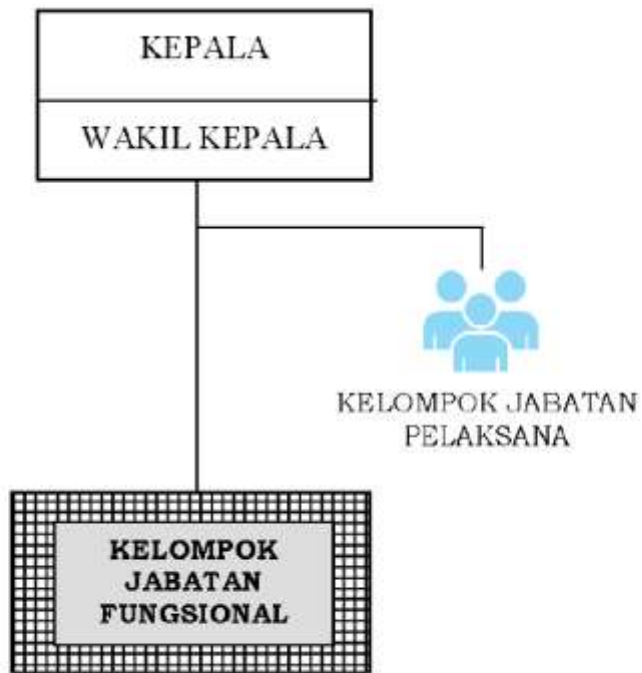 KEPALA
WAKIL KEPALA
KELOMPOK JABATAN
PELAKSANA
KELOMPOK
JABATAN
FUNGSIONAL